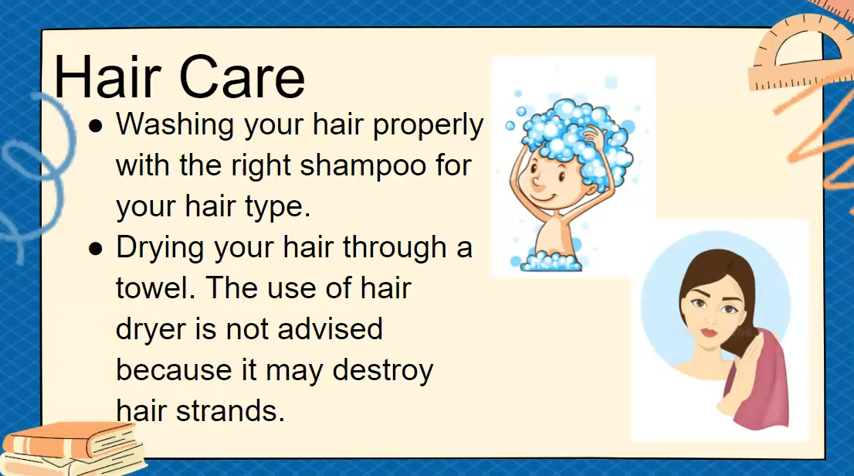 Hair Care
● Washing your hair properly
with the right shampoo for
your hair type.
● Drying your hair through a
towel. The use of hair
dryer is not advised
because it may destroy
hair strands.